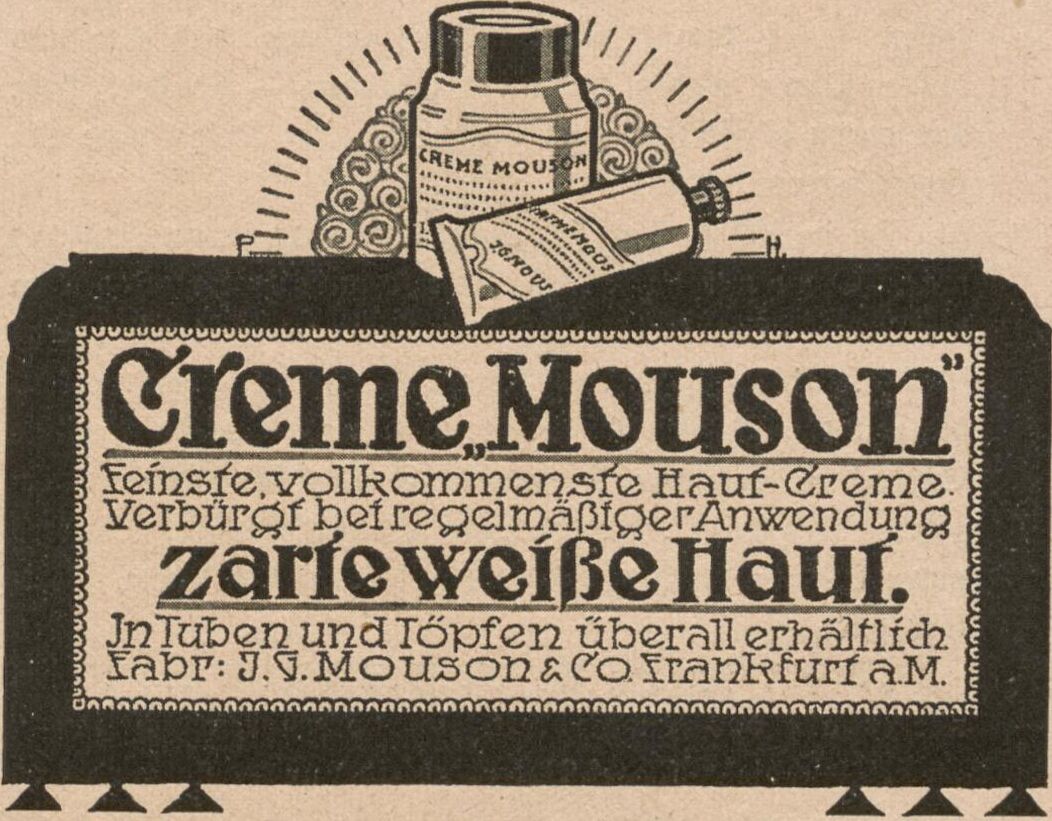 CREME MOUSON
P. H.
Creme „Mouson”
Feinste, vollkommenste Haut-Creme.
Verbürgt bei regelmäßiger Anwendung
zarte weiße Haut.
In Tuben und Töpfen überall erhältlich
Fabr: J.G. Mouson & Co. Frankfurt a.M.